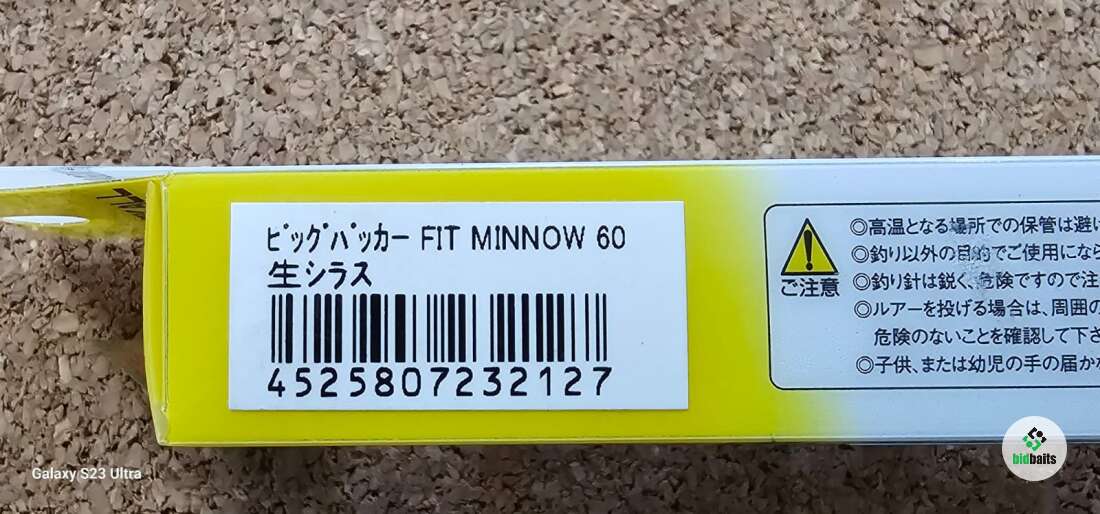 ﾋﾞｯｸﾞﾊﾞｯカー FIT MINNOW 60
生シラス
4525807232127
ご注意
◎高温となる場所での保管は避け
◎釣り以外の目的でご使用になら
◎釣り針は鋭く、危険ですので注
◎ルアーを投げる場合は、周囲の
危険のないことを確認して下さ
◎子供、または幼児の手の届か
Galaxy S23 Ultra
bidbaits